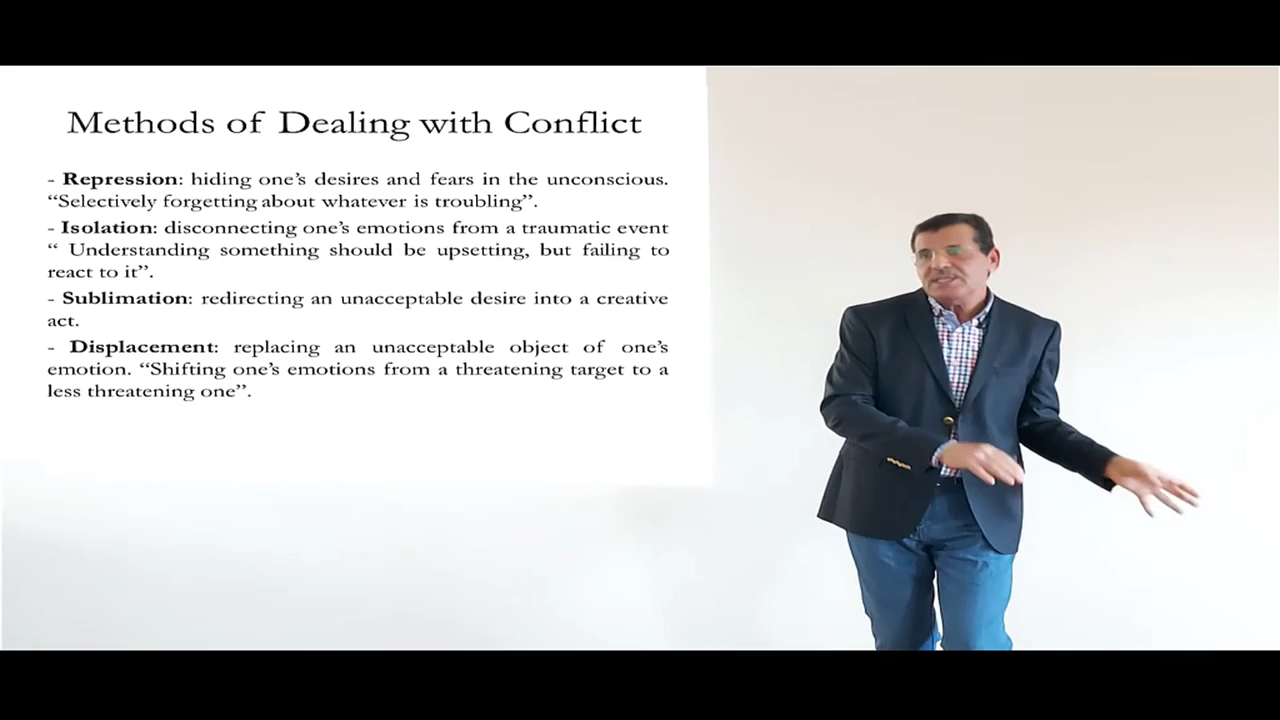 Methods of Dealing with Conflict
- Repression: hiding one's desires and fears in the unconscious.
“Selectively forgetting about whatever is troubling”.
- Isolation: disconnecting one's emotions from a traumatic event
“ Understanding something should be upsetting, but failing to
react to it”.
- Sublimation: redirecting an unacceptable desire into a creative
act.
- Displacement: replacing an unacceptable object of one's
emotion. “Shifting one's emotions from a threatening target to a
less threatening one”.